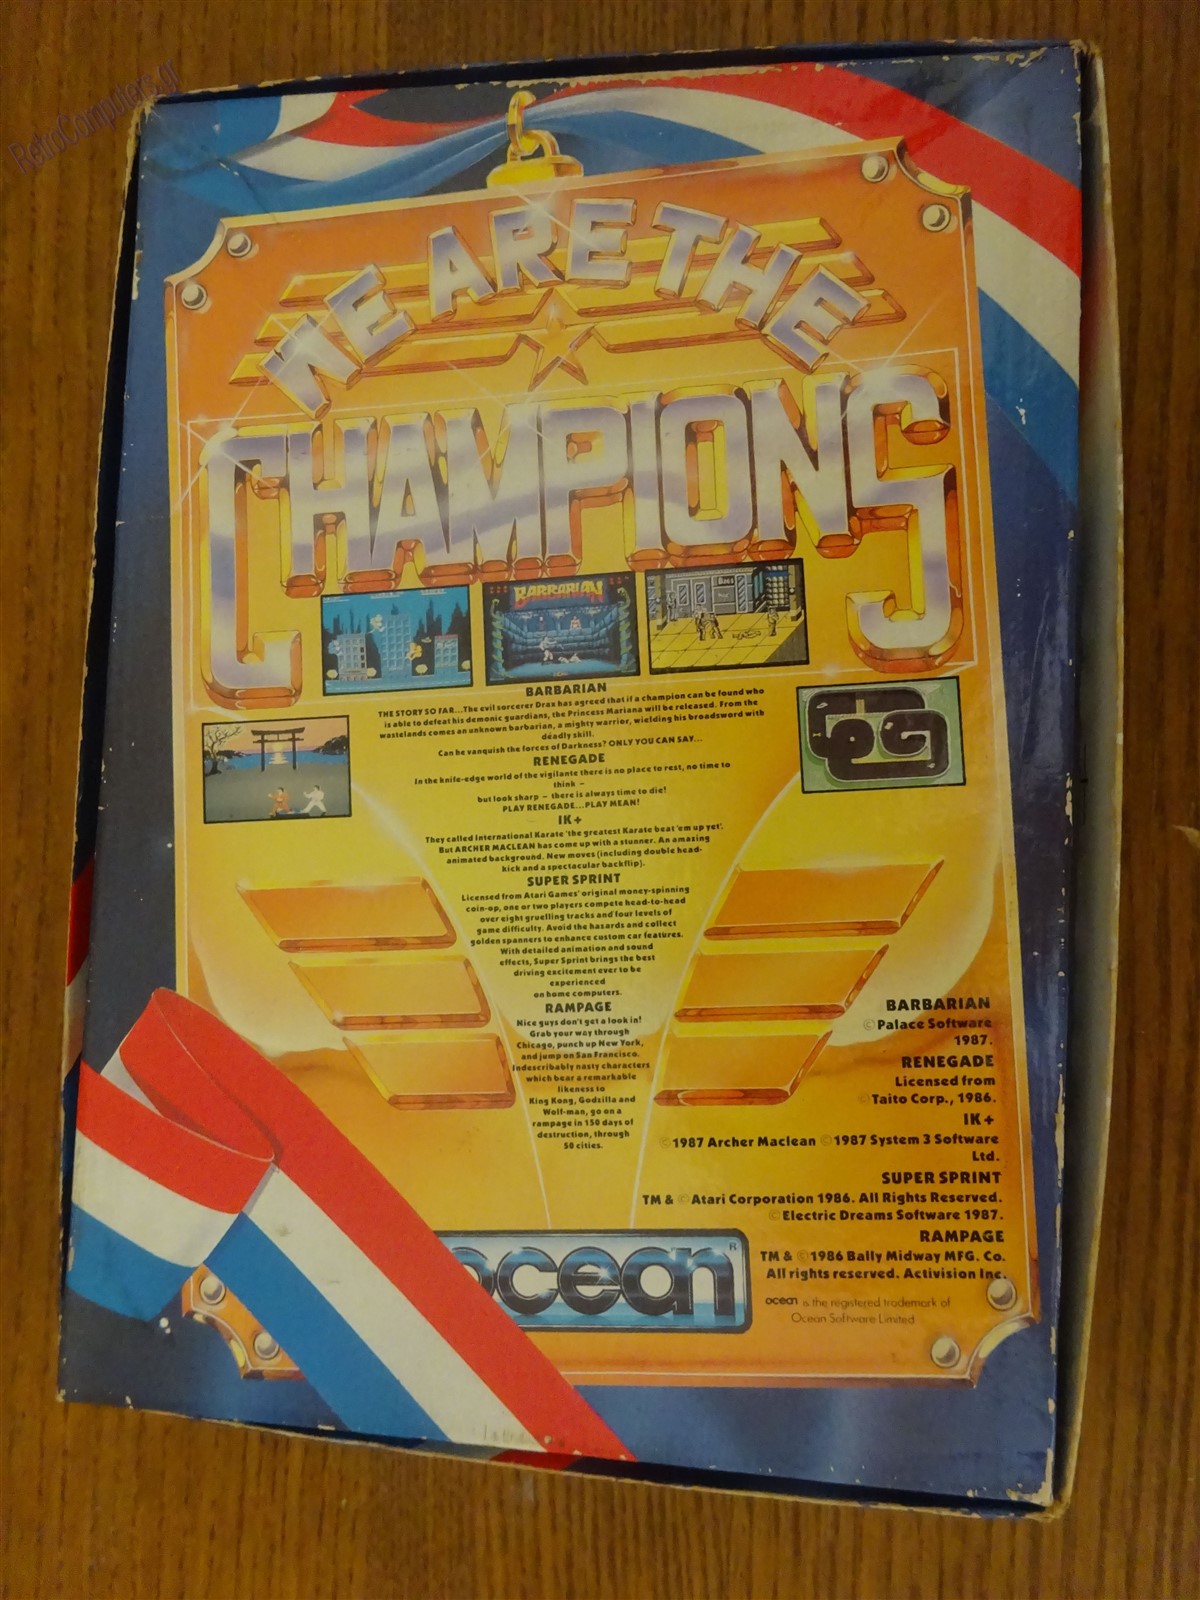 RetroComputers.gr
WE ARE THE
CHAMPIONS
BARBARIAN
BARBARIAN
THE STORY SO FAR...The evil sorcerer Drax has agreed that if a champion can be found who
is able to defeat his demonic guardians, the Princess Mariana will be released. From the
wastelands comes an unknown barbarian, a mighty warrior, wielding his broadsword with
deadly skill.
Can he vanquish the forces of Darkness? ONLY YOU CAN SAY...
RENEGADE
In the knife-edge world of the vigilante there is no place to rest, no time to
think –
but look sharp – there is always time to die!
PLAY RENEGADE...PLAY MEAN!
IK+
They called International Karate 'the greatest Karate beat 'em up yet'.
But ARCHER MACLEAN has come up with a stunner. An amazing
animated background. New moves (including double head-
kick and a spectacular backflip).
SUPER SPRINT
Licensed from Atari Games' original money-spinning
coin-op, one or two players compete head-to-head
over eight gruelling tracks and four levels of
game difficulty. Avoid the hazards and collect
golden spanners to enhance custom car features.
With detailed animation and sound
effects, Super Sprint brings the best
driving excitement ever to be
experienced
on home computers.
RAMPAGE
Nice guys don't get a look in!
Grab your way through
Chicago, punch up New York,
and jump on San Francisco.
Indescribably nasty characters
which bear a remarkable
likeness to
King Kong, Godsilla and
Wolf-man, go on a
rampage in 150 days of
destruction, through
50 cities.
BARBARIAN
© Palace Software
1987.
RENEGADE
Licensed from
© Taito Corp., 1986.
IK+
© 1987 Archer Maclean © 1987 System 3 Software
Ltd.
SUPER SPRINT
TM & © Atari Corporation 1986. All Rights Reserved.
© Electric Dreams Software 1987.
RAMPAGE
TM & © 1986 Bally Midway MFG. Co.
All rights reserved. Activision Inc.
ocean ®
ocean is the registered trademark of
Ocean Software Limited